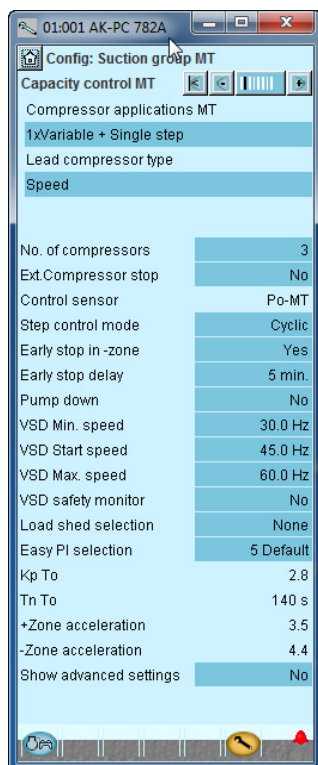 01:001 AK-PC 782A
Config: Suction group MT
Capacity control MT
Compressor applications MT
1xVariable + Single step
Lead compressor type
Speed
No. of compressors 3
Ext.Compressor stop No
Control sensor Po-MT
Step control mode Cyclic
Early stop in -zone Yes
Early stop delay 5 min.
Pump down No
VSD Min. speed 30.0 Hz
VSD Start speed 45.0 Hz
VSD Max. speed 60.0 Hz
VSD safety monitor No
Load shed selection None
Easy PI selection 5 Default
Kp To 2.8
Tn To 140 s
+Zone acceleration 3.5
-Zone acceleration 4.4
Show advanced settings No